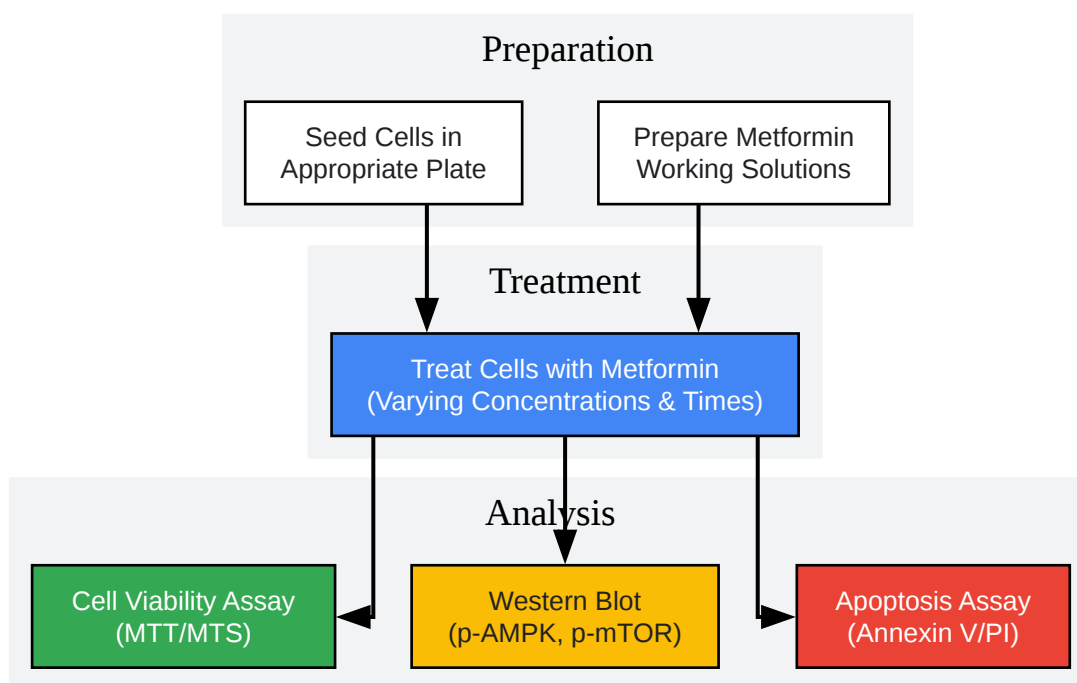 Preparation
Seed Cells in
Appropriate Plate
Prepare Metformin
Working Solutions
Treatment
Treat Cells with Metformin
(Varying Concentrations & Times)
Analysis
Cell Viability Assay
(MTT/MTS)
Western Blot
(p-AMPK, p-mTOR)
Apoptosis Assay
(Annexin V/PI)